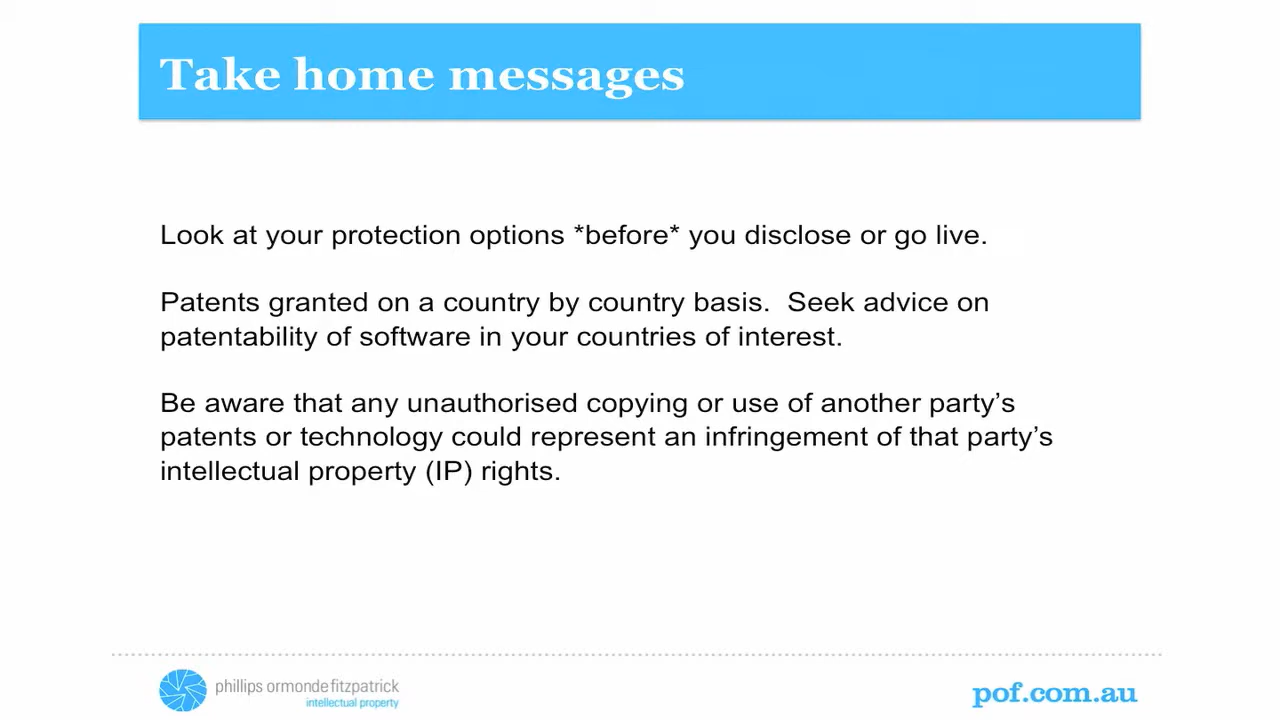 Take home messages
Look at your protection options *before* you disclose or go live.
Patents granted on a country by country basis.  Seek advice on
patentability of software in your countries of interest.
Be aware that any unauthorised copying or use of another party’s
patents or technology could represent an infringement of that party’s
intellectual property (IP) rights.
phillips ormonde fitzpatrick
intellectual property
pof.com.au